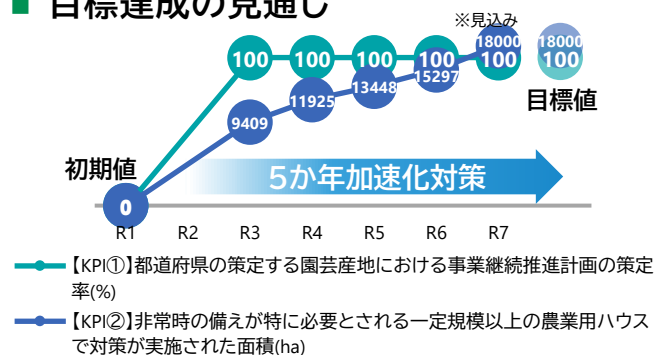 ■ 目標達成の見通し
※見込み
100 100 100 100 18000 18000
100 100
9409 11925 13448 15297
目標値
初期値
5か年加速化対策
0
R1 R2 R3 R4 R5 R6 R7
【KPI①】都道府県の策定する園芸産地における事業継続推進計画の策定
率(%)
【KPI②】非常時の備えが特に必要とされる一定規模以上の農業用ハウス
で対策が実施された面積(ha)